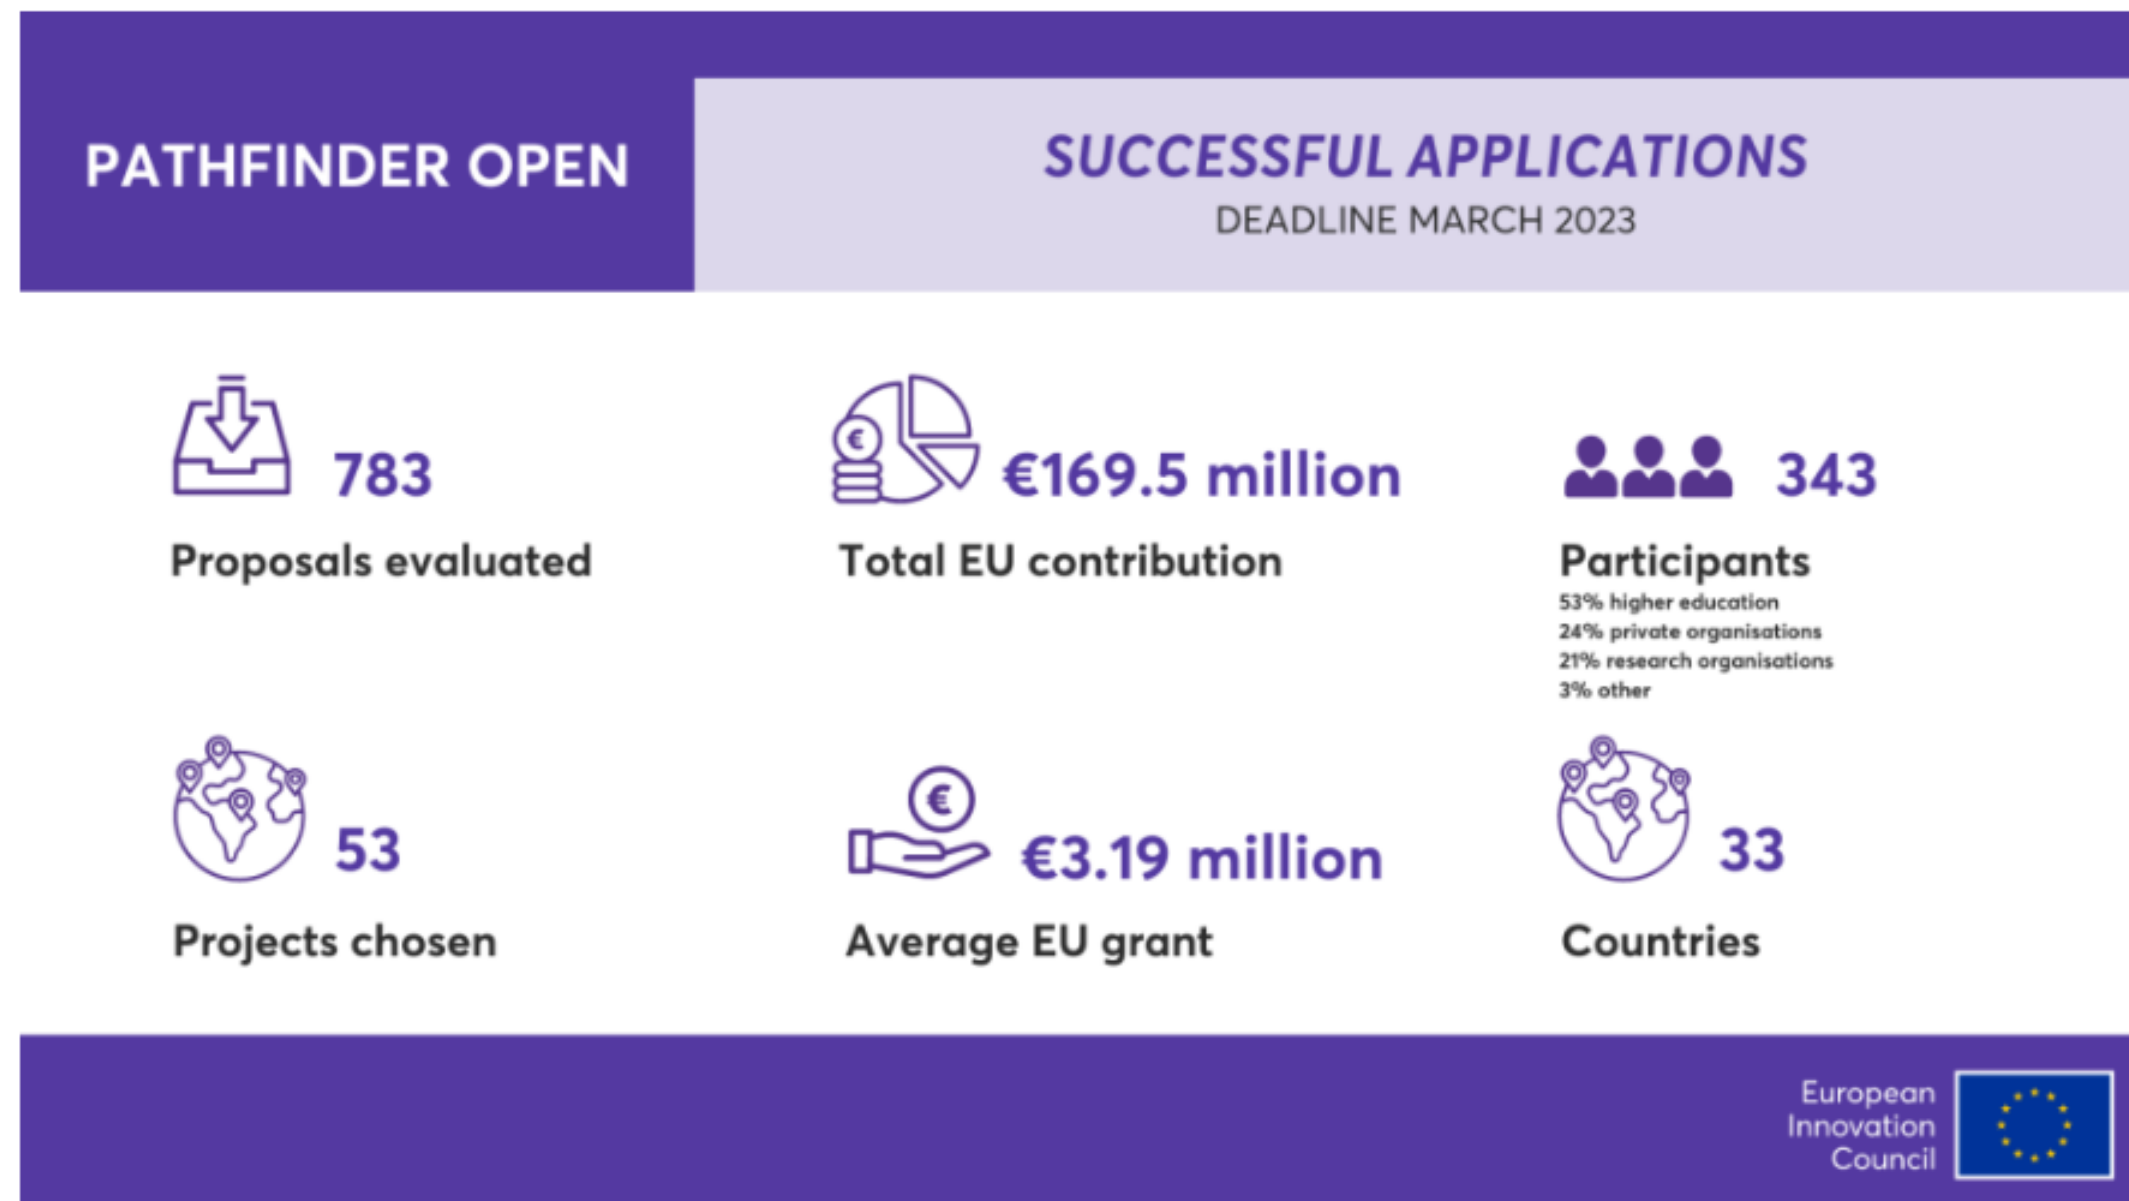 PATHFINDER OPEN
SUCCESSFUL APPLICATIONS
DEADLINE MARCH 2023
783
Proposals evaluated
€169.5 million
Total EU contribution
343
Participants
53% higher education
24% private organisations
21% research organisations
3% other
53
Projects chosen
€3.19 million
Average EU grant
33
Countries
European
Innovation
Council